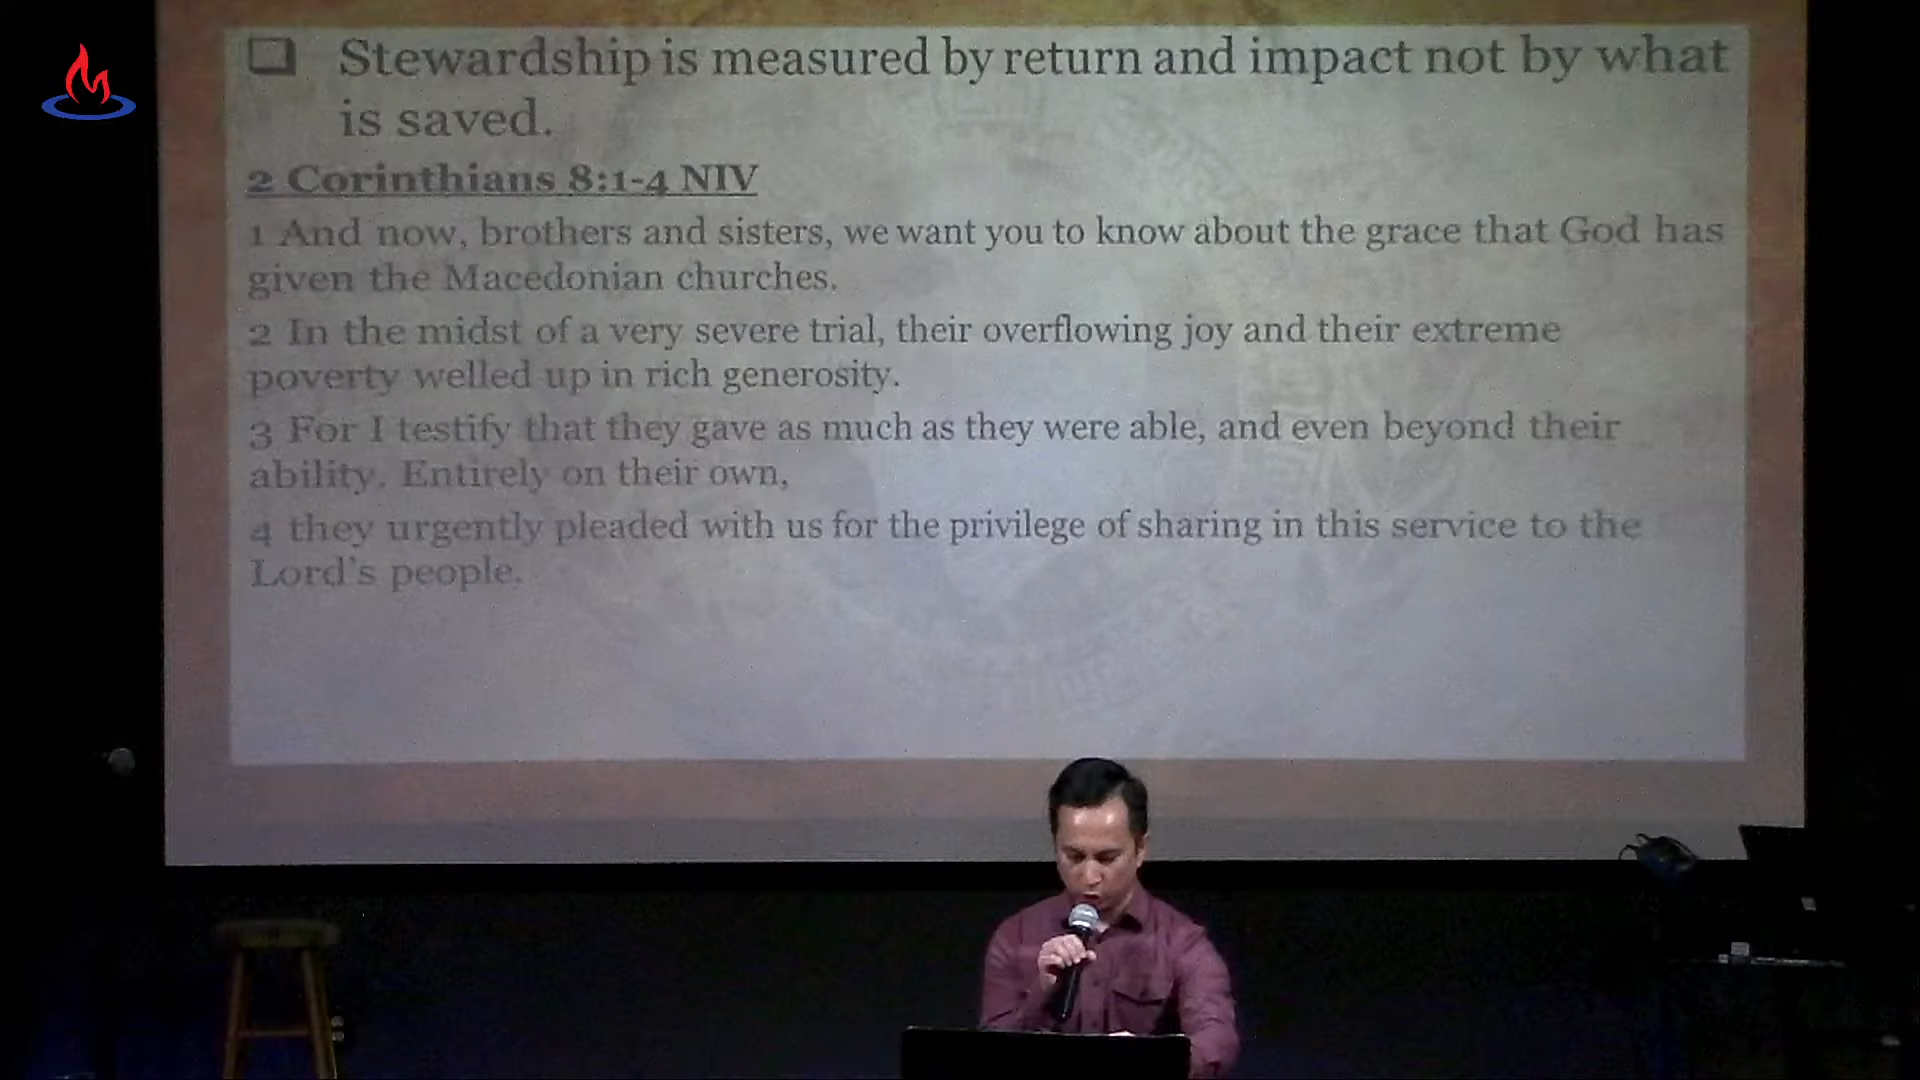 Stewardship is measured by return and impact not by what
is saved.
2 Corinthians 8:1-4 NIV
1 And now, brothers and sisters, we want you to know about the grace that God has
given the Macedonian churches.
2 In the midst of a very severe trial, their overflowing joy and their extreme
poverty welled up in rich generosity.
3 For I testify that they gave as much as they were able, and even beyond their
ability. Entirely on their own,
4 they urgently pleaded with us for the privilege of sharing in this service to the
Lord's people.